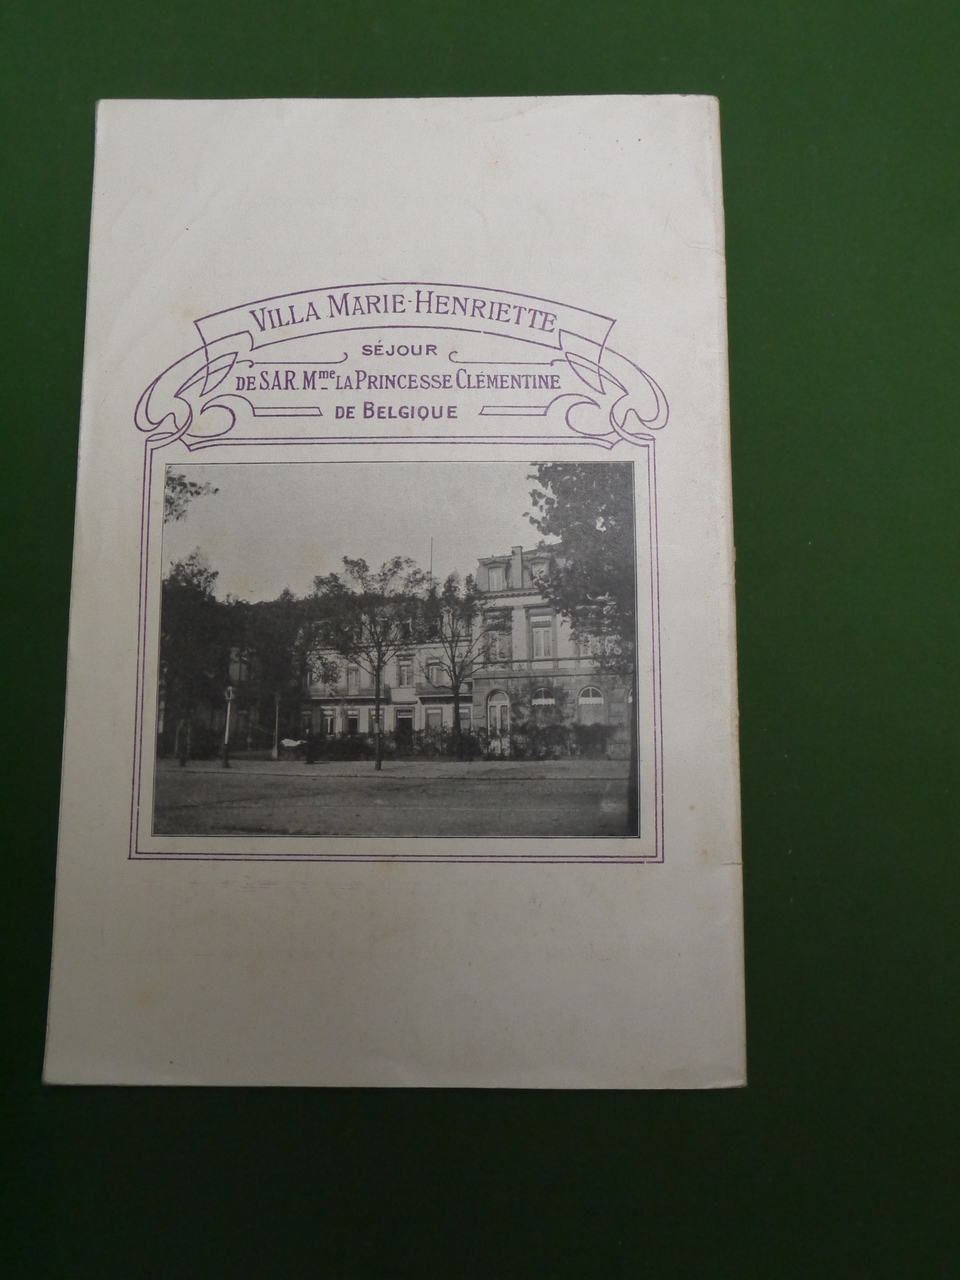 VILLA MARIE-HENRIETTE
SÉJOUR
DE S.A.R. Mme LA PRINCESSE CLÉMENTINE
DE BELGIQUE